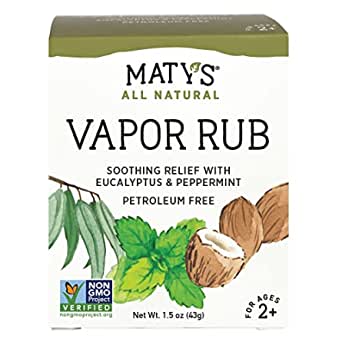 MATY'S®
ALL NATURAL
VAPOR RUB
SOOTHING RELIEF WITH
EUCALYPTUS & PEPPERMINT
PETROLEUM FREE
NON
GMO
Project
VERIFIED
nongmoproject.org
NET WT. 1.5 oz (43g)
FOR AGES
2+